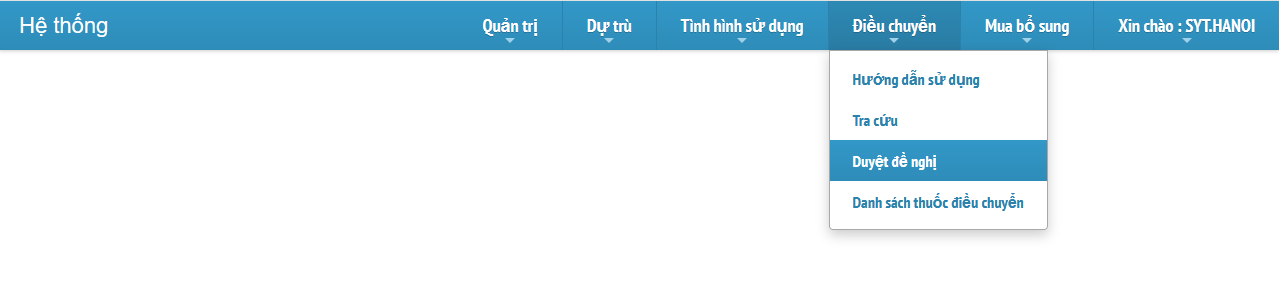 Hệ thống Quản trị Dự trù Tình hình sử dụng Điều chuyển Mua bổ sung Xin chào : SYT.HANOI
Hướng dẫn sử dụng
Tra cứu
Duyệt đề nghị
Danh sách thuốc điều chuyển